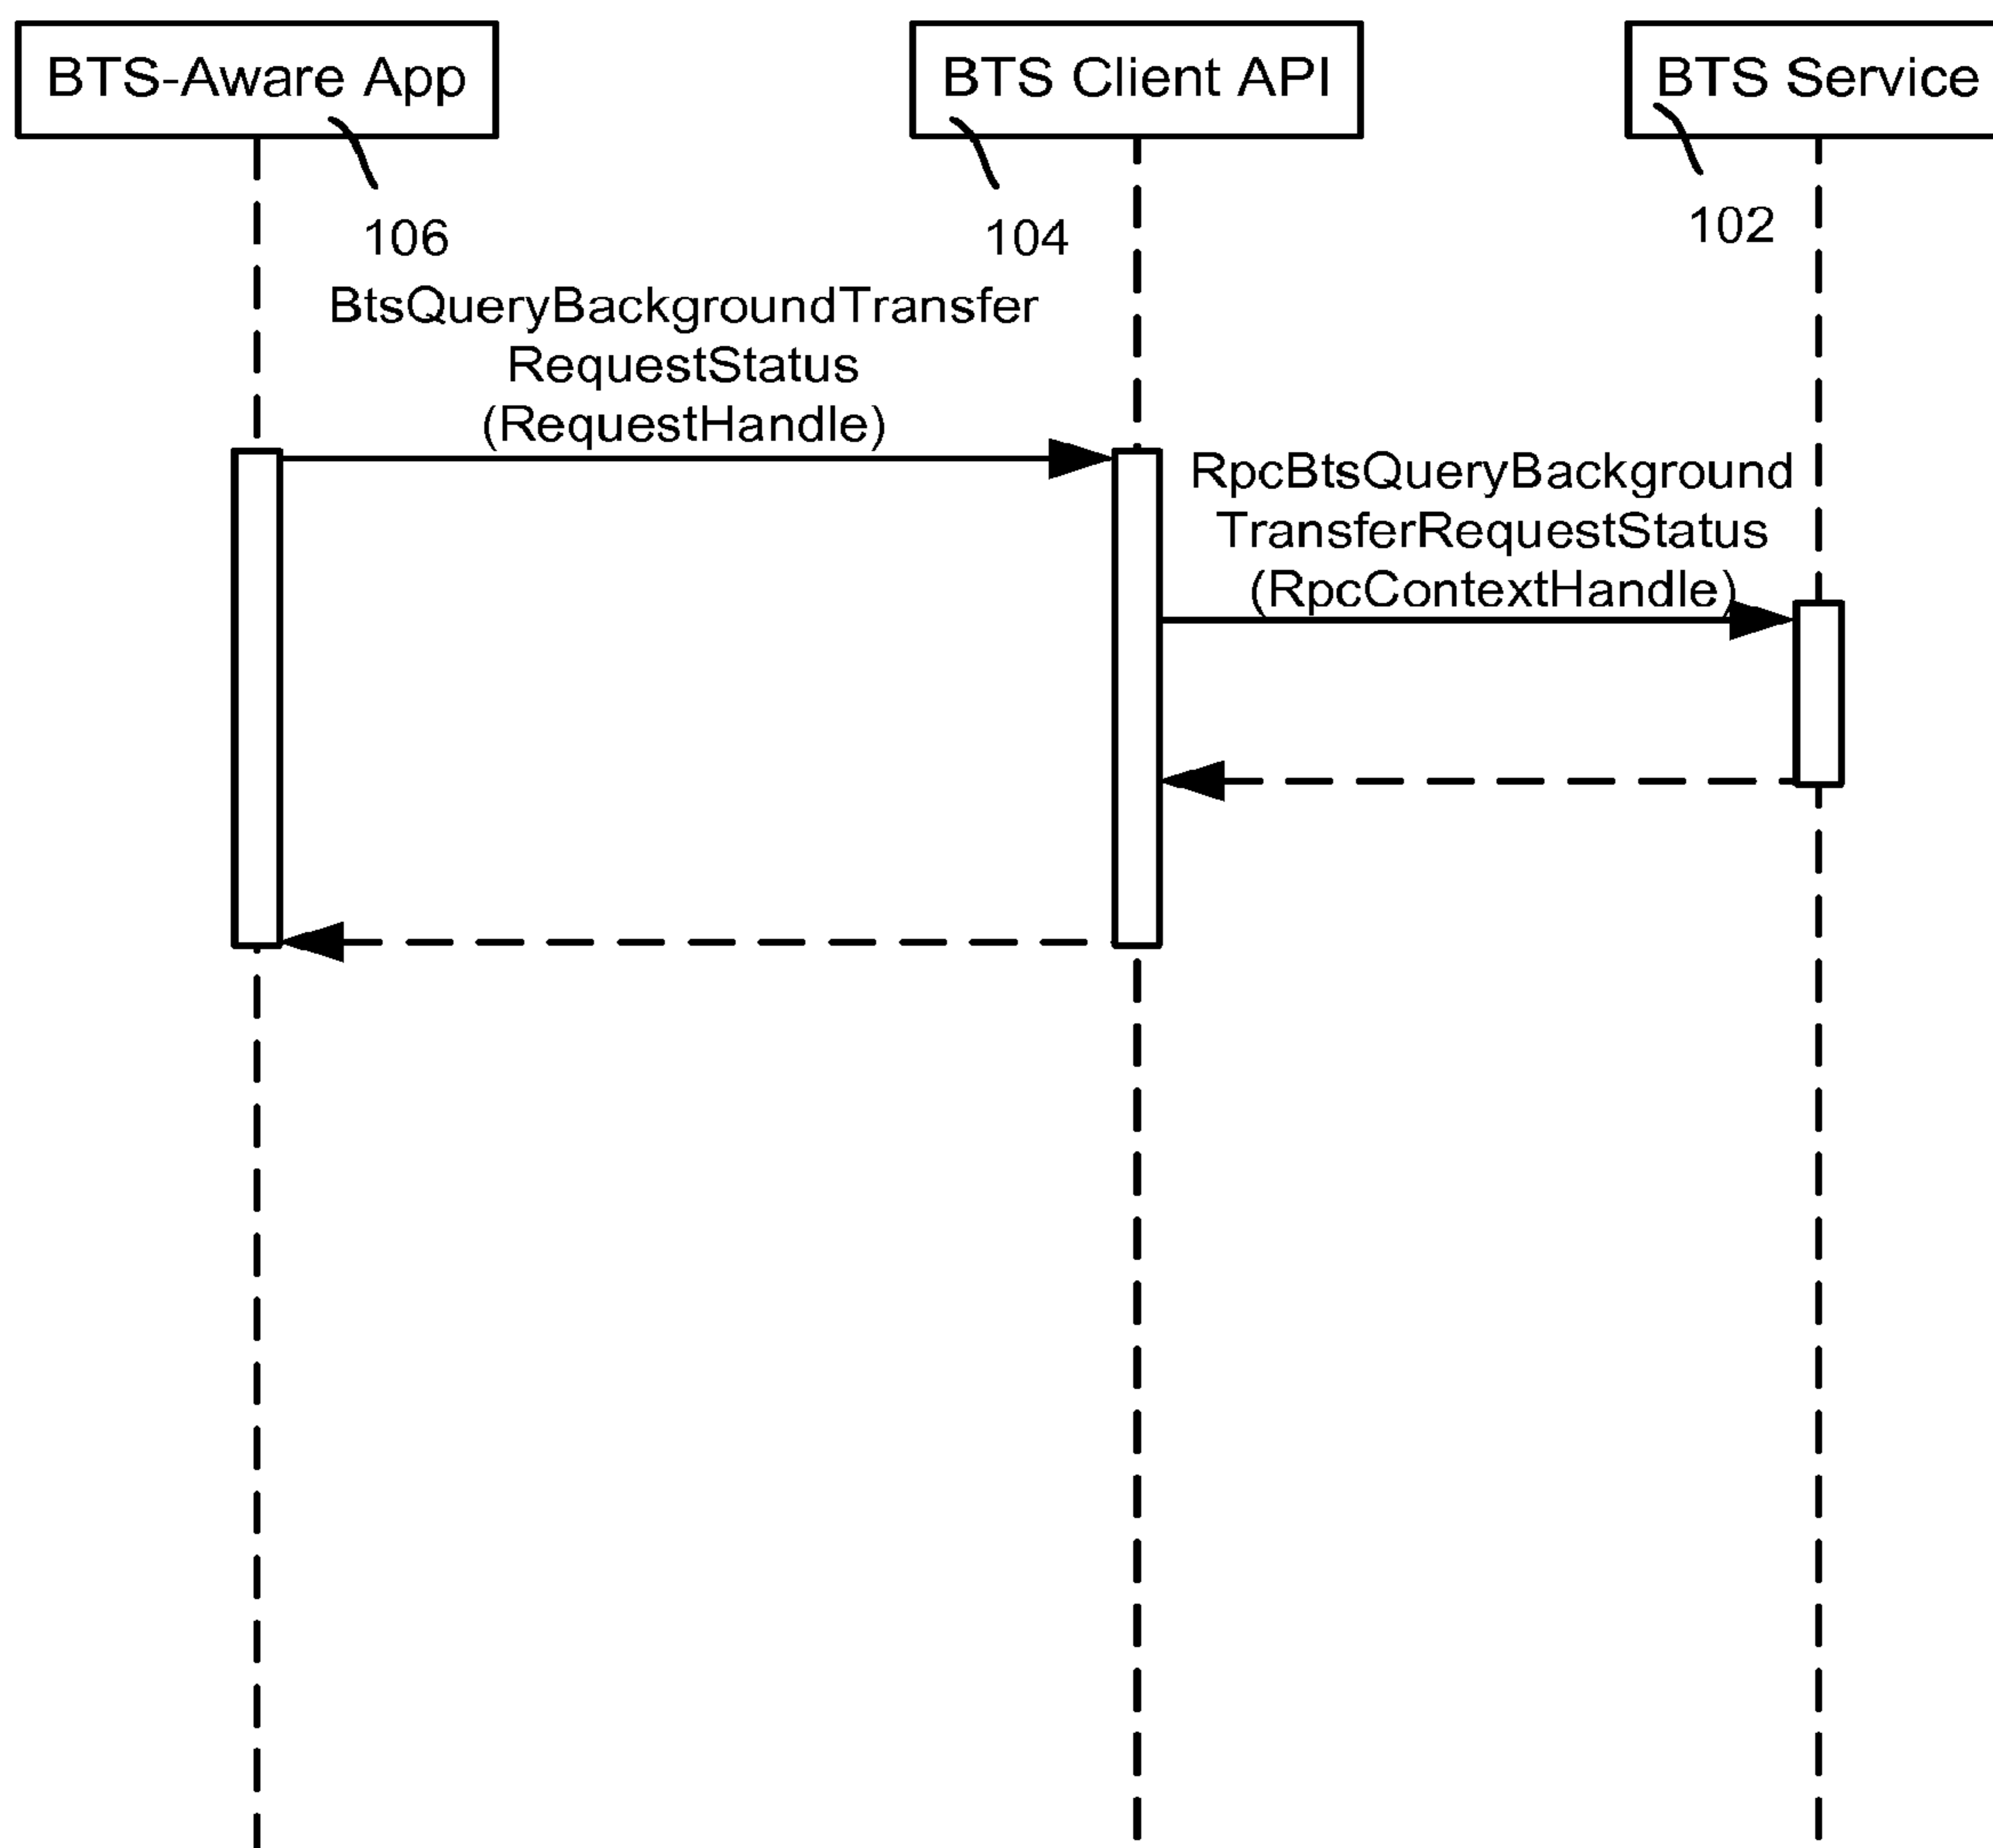 BTS-Aware App
BTS Client API
BTS Service
106
104
102
BtsQueryBackgroundTransfer
RequestStatus
(RequestHandle)
RpcBtsQueryBackground
TransferRequestStatus
(RpcContextHandle)